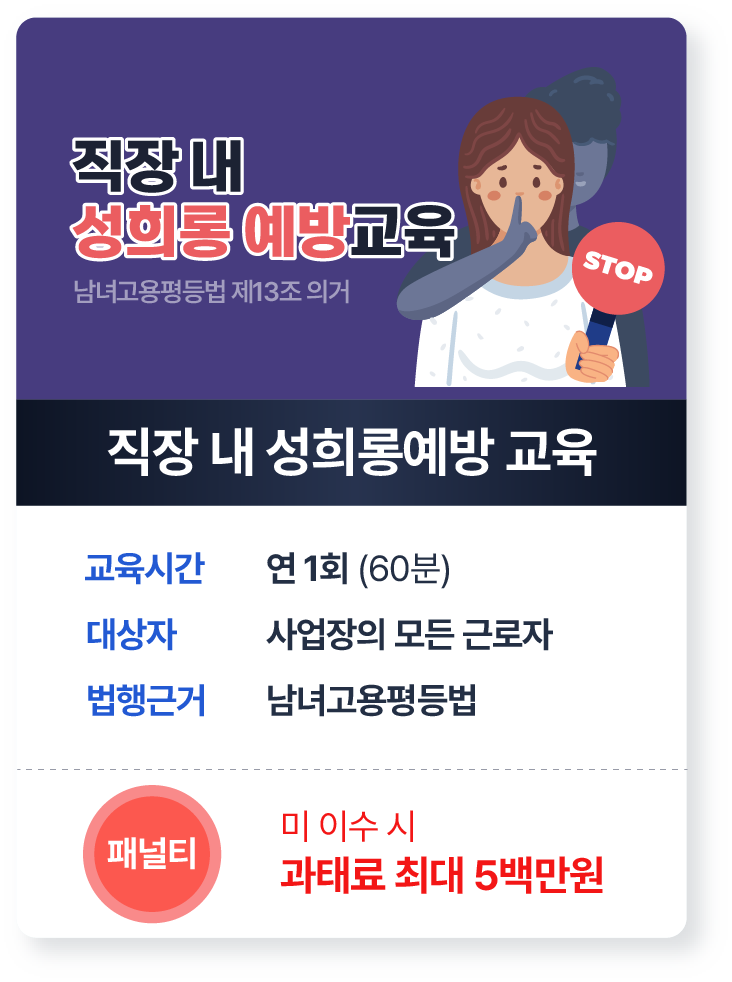 직장 내
성희롱 예방교육
남녀고용평등법 제13조 의거
STOP
직장 내 성희롱예방 교육
교육시간 연 1회 (60분)
대상자 사업장의 모든 근로자
법행근거 남녀고용평등법
패널티
미 이수 시
과태료 최대 5백만원